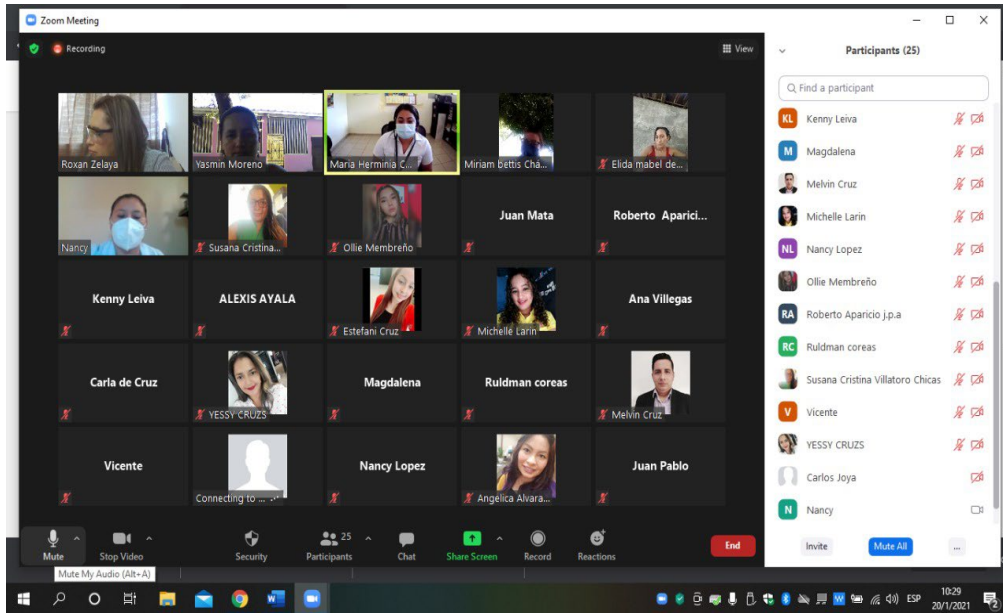 Zoom Meeting
Recording
View
Participants (25)
Find a participant
Roxan Zelaya
Yasmin Moreno
Maria Herminia C...
Miriam bettis Cha...
Elida mabel de...
Nancy
Susana Cristina...
Ollie Membreño
Juan Mata
Roberto Aparici...
Kenny Leiva
ALEXIS AYALA
Estefani Cruz
Michelle Larin
Ana Villegas
Carla de Cruz
YESSY CRUZS
Magdalena
Ruldman coreas
Melvin Cruz
Vicente
Connecting to ...
Nancy Lopez
Angelica Alvara...
Juan Pablo
KL Kenny Leiva
M Magdalena
Melvin Cruz
Michelle Larin
NL Nancy Lopez
Ollie Membreño
RA Roberto Aparicio j.p.a
RC Ruldman coreas
Susana Cristina Villatoro Chicas
V Vicente
YESSY CRUZS
Carlos Joya
N Nancy
Invite
Mute All
...
Mute
Stop Video
Security
Participants
25
Chat
Share Screen
Record
Reactions
End
Mute My Audio (Alt+A)
ESP
10:29
20/1/2021